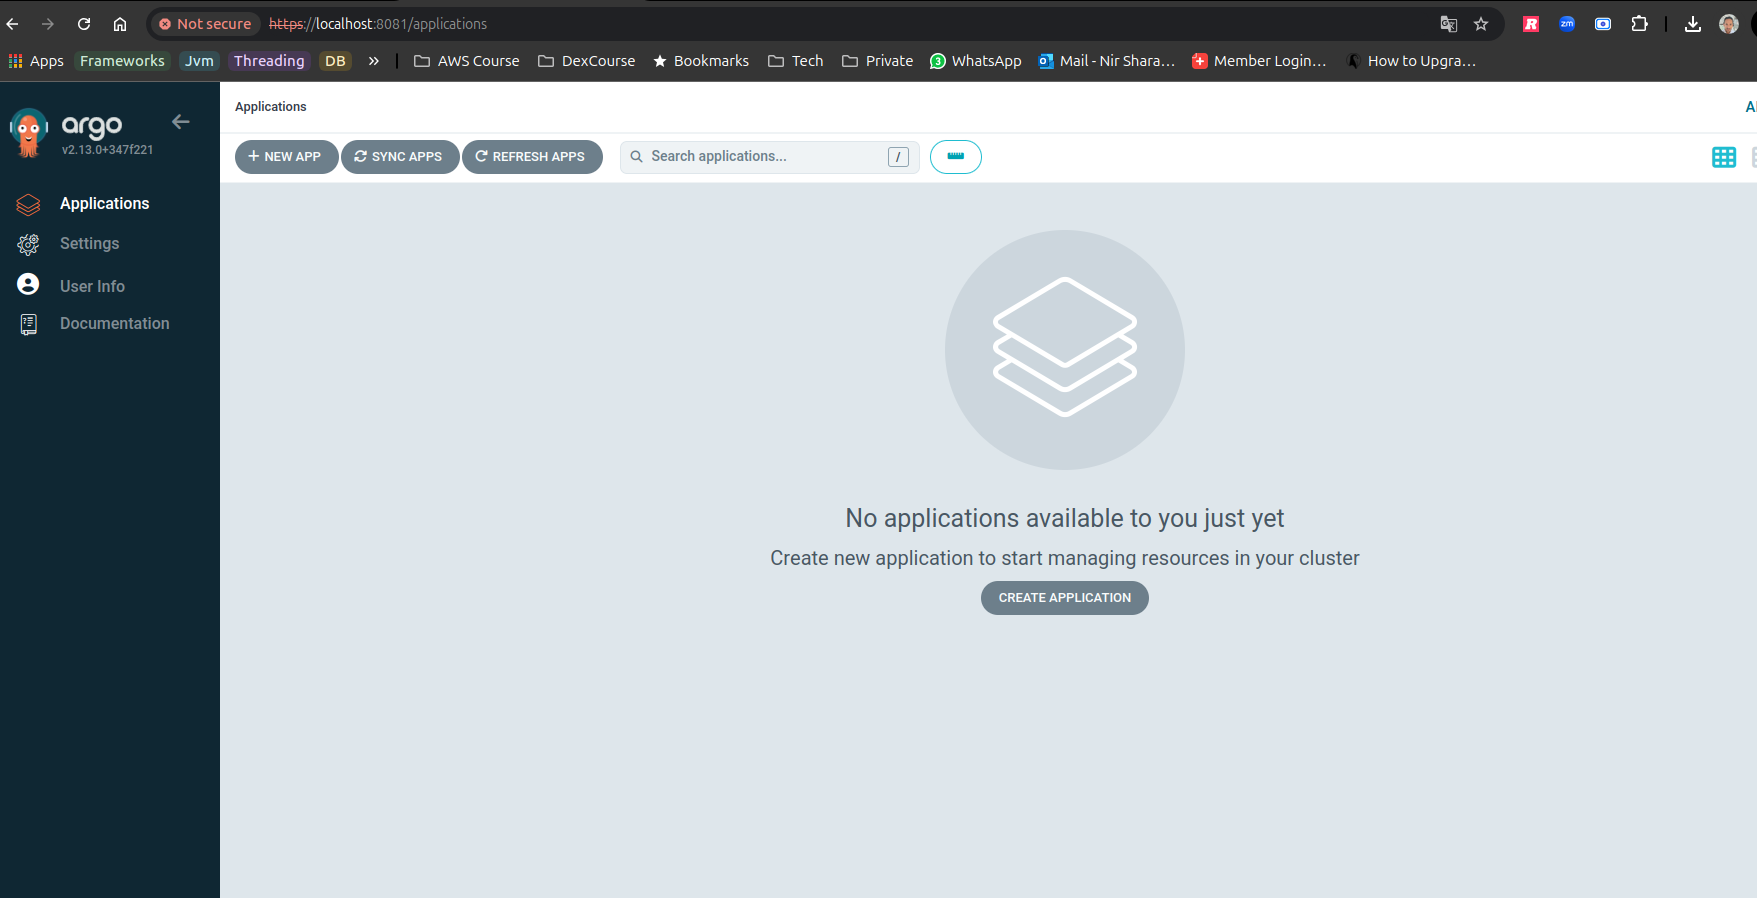 Not secure https://localhost:8081/applications
Apps Frameworks Jvm Threading DB » AWS Course DexCourse Bookmarks Tech Private 3 WhatsApp Mail - Nir Shara... Member Login... How to Upgra...
argo
v2.13.0+347f221
Applications
Settings
User Info
Documentation
Applications
+ NEW APP SYNC APPS REFRESH APPS Search applications... /
No applications available to you just yet
Create new application to start managing resources in your cluster
CREATE APPLICATION